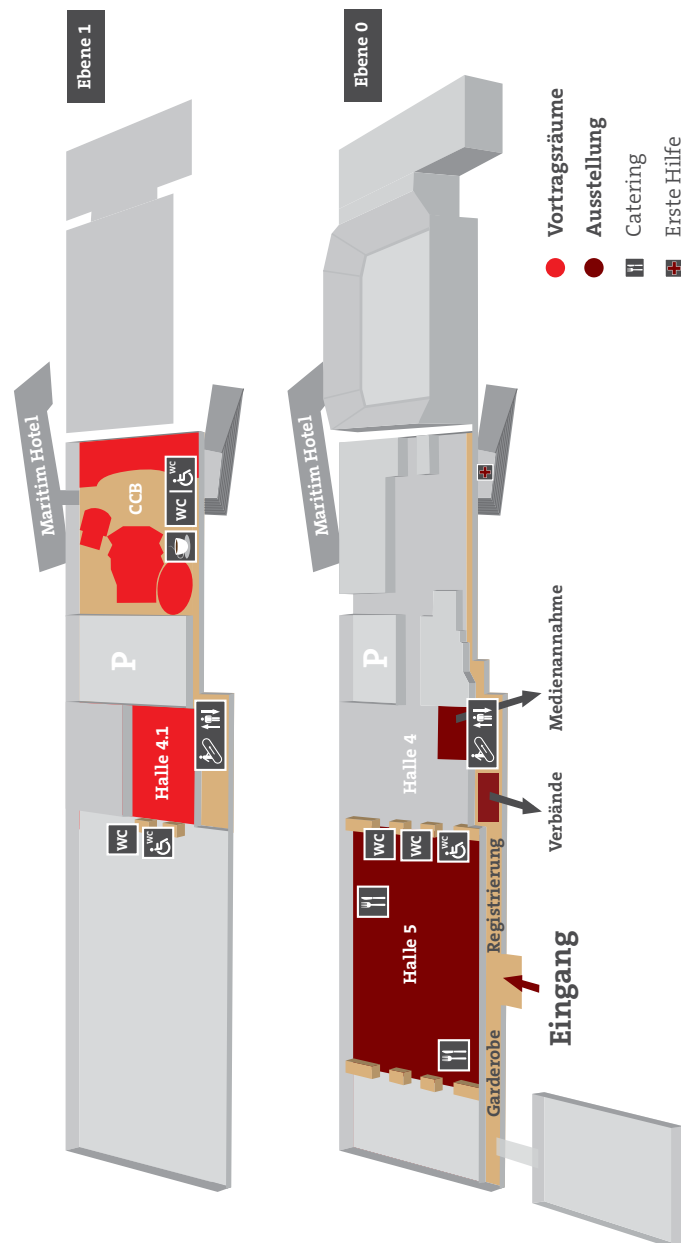 Ebene 1
Maritim Hotel
CCB
WC
WC
P
Halle 4.1
WC
WC
Ebene 0
Maritim Hotel
P
Halle 4
Medienannahme
Verbände
WC
WC
WC
Halle 5
Registrierung
Eingang
Garderobe
Vortragsräume
Ausstellung
Catering
Erste Hilfe